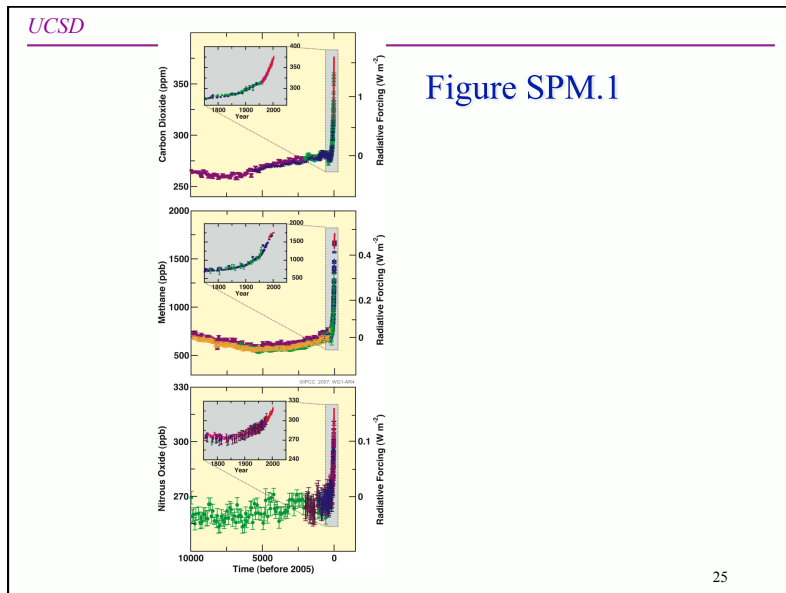 UCSD
Figure SPM.1
400
350
300
1800 1900 2000
Year
350
300
250
Carbon Dioxide (ppm)
1
0
Radiative Forcing (W m-2)
2000
1500
1000
500
1800 1900 2000
Year
2000
1500
1000
500
Methane (ppb)
0.4
0.2
0
Radiative Forcing (W m-2)
©IPCC 2007: WG1-AR4
330
300
270
240
1800 1900 2000
Year
330
300
270
Nitrous Oxide (ppb)
0.1
0
Radiative Forcing (W m-2)
10000 5000 0
Time (before 2005)
25